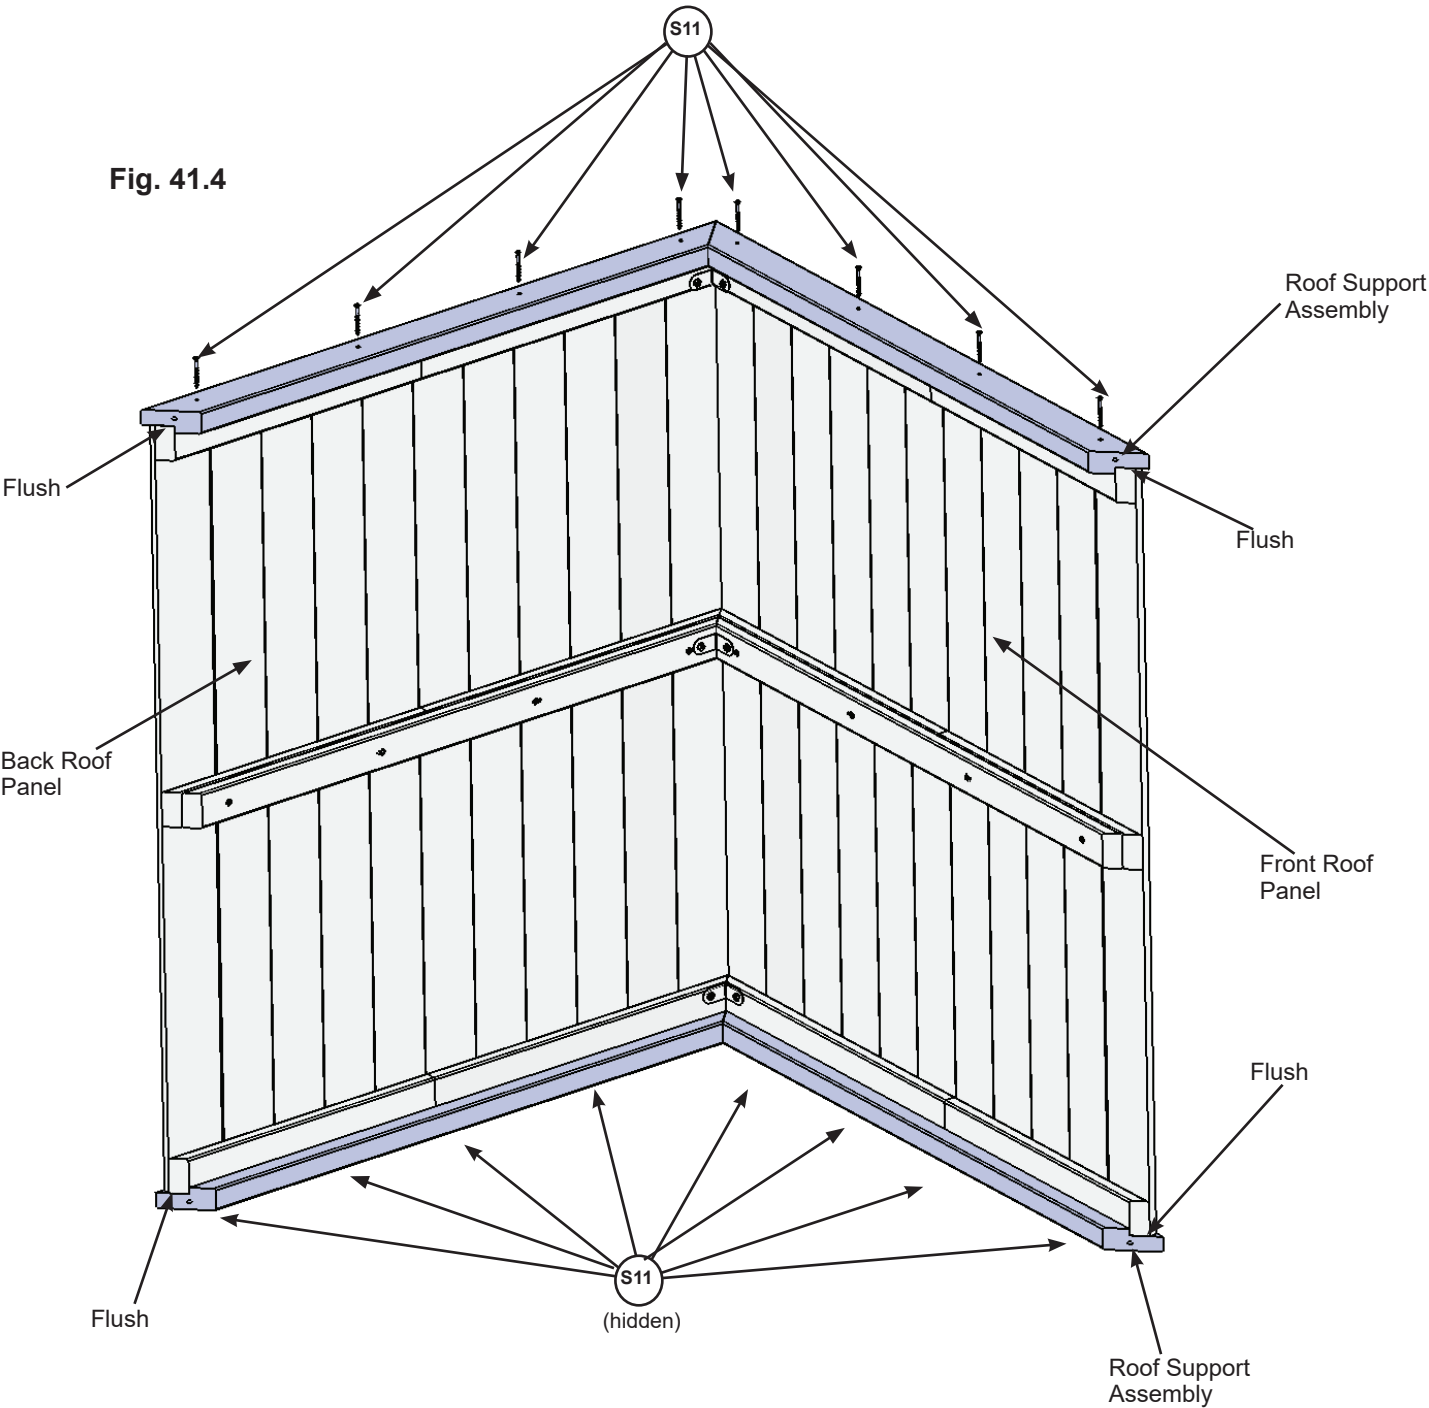 S11
Fig. 41.4
Roof Support
Assembly
Flush
Flush
Back Roof
Panel
Front Roof
Panel
Flush
S11
(hidden)
Flush
Roof Support
Assembly